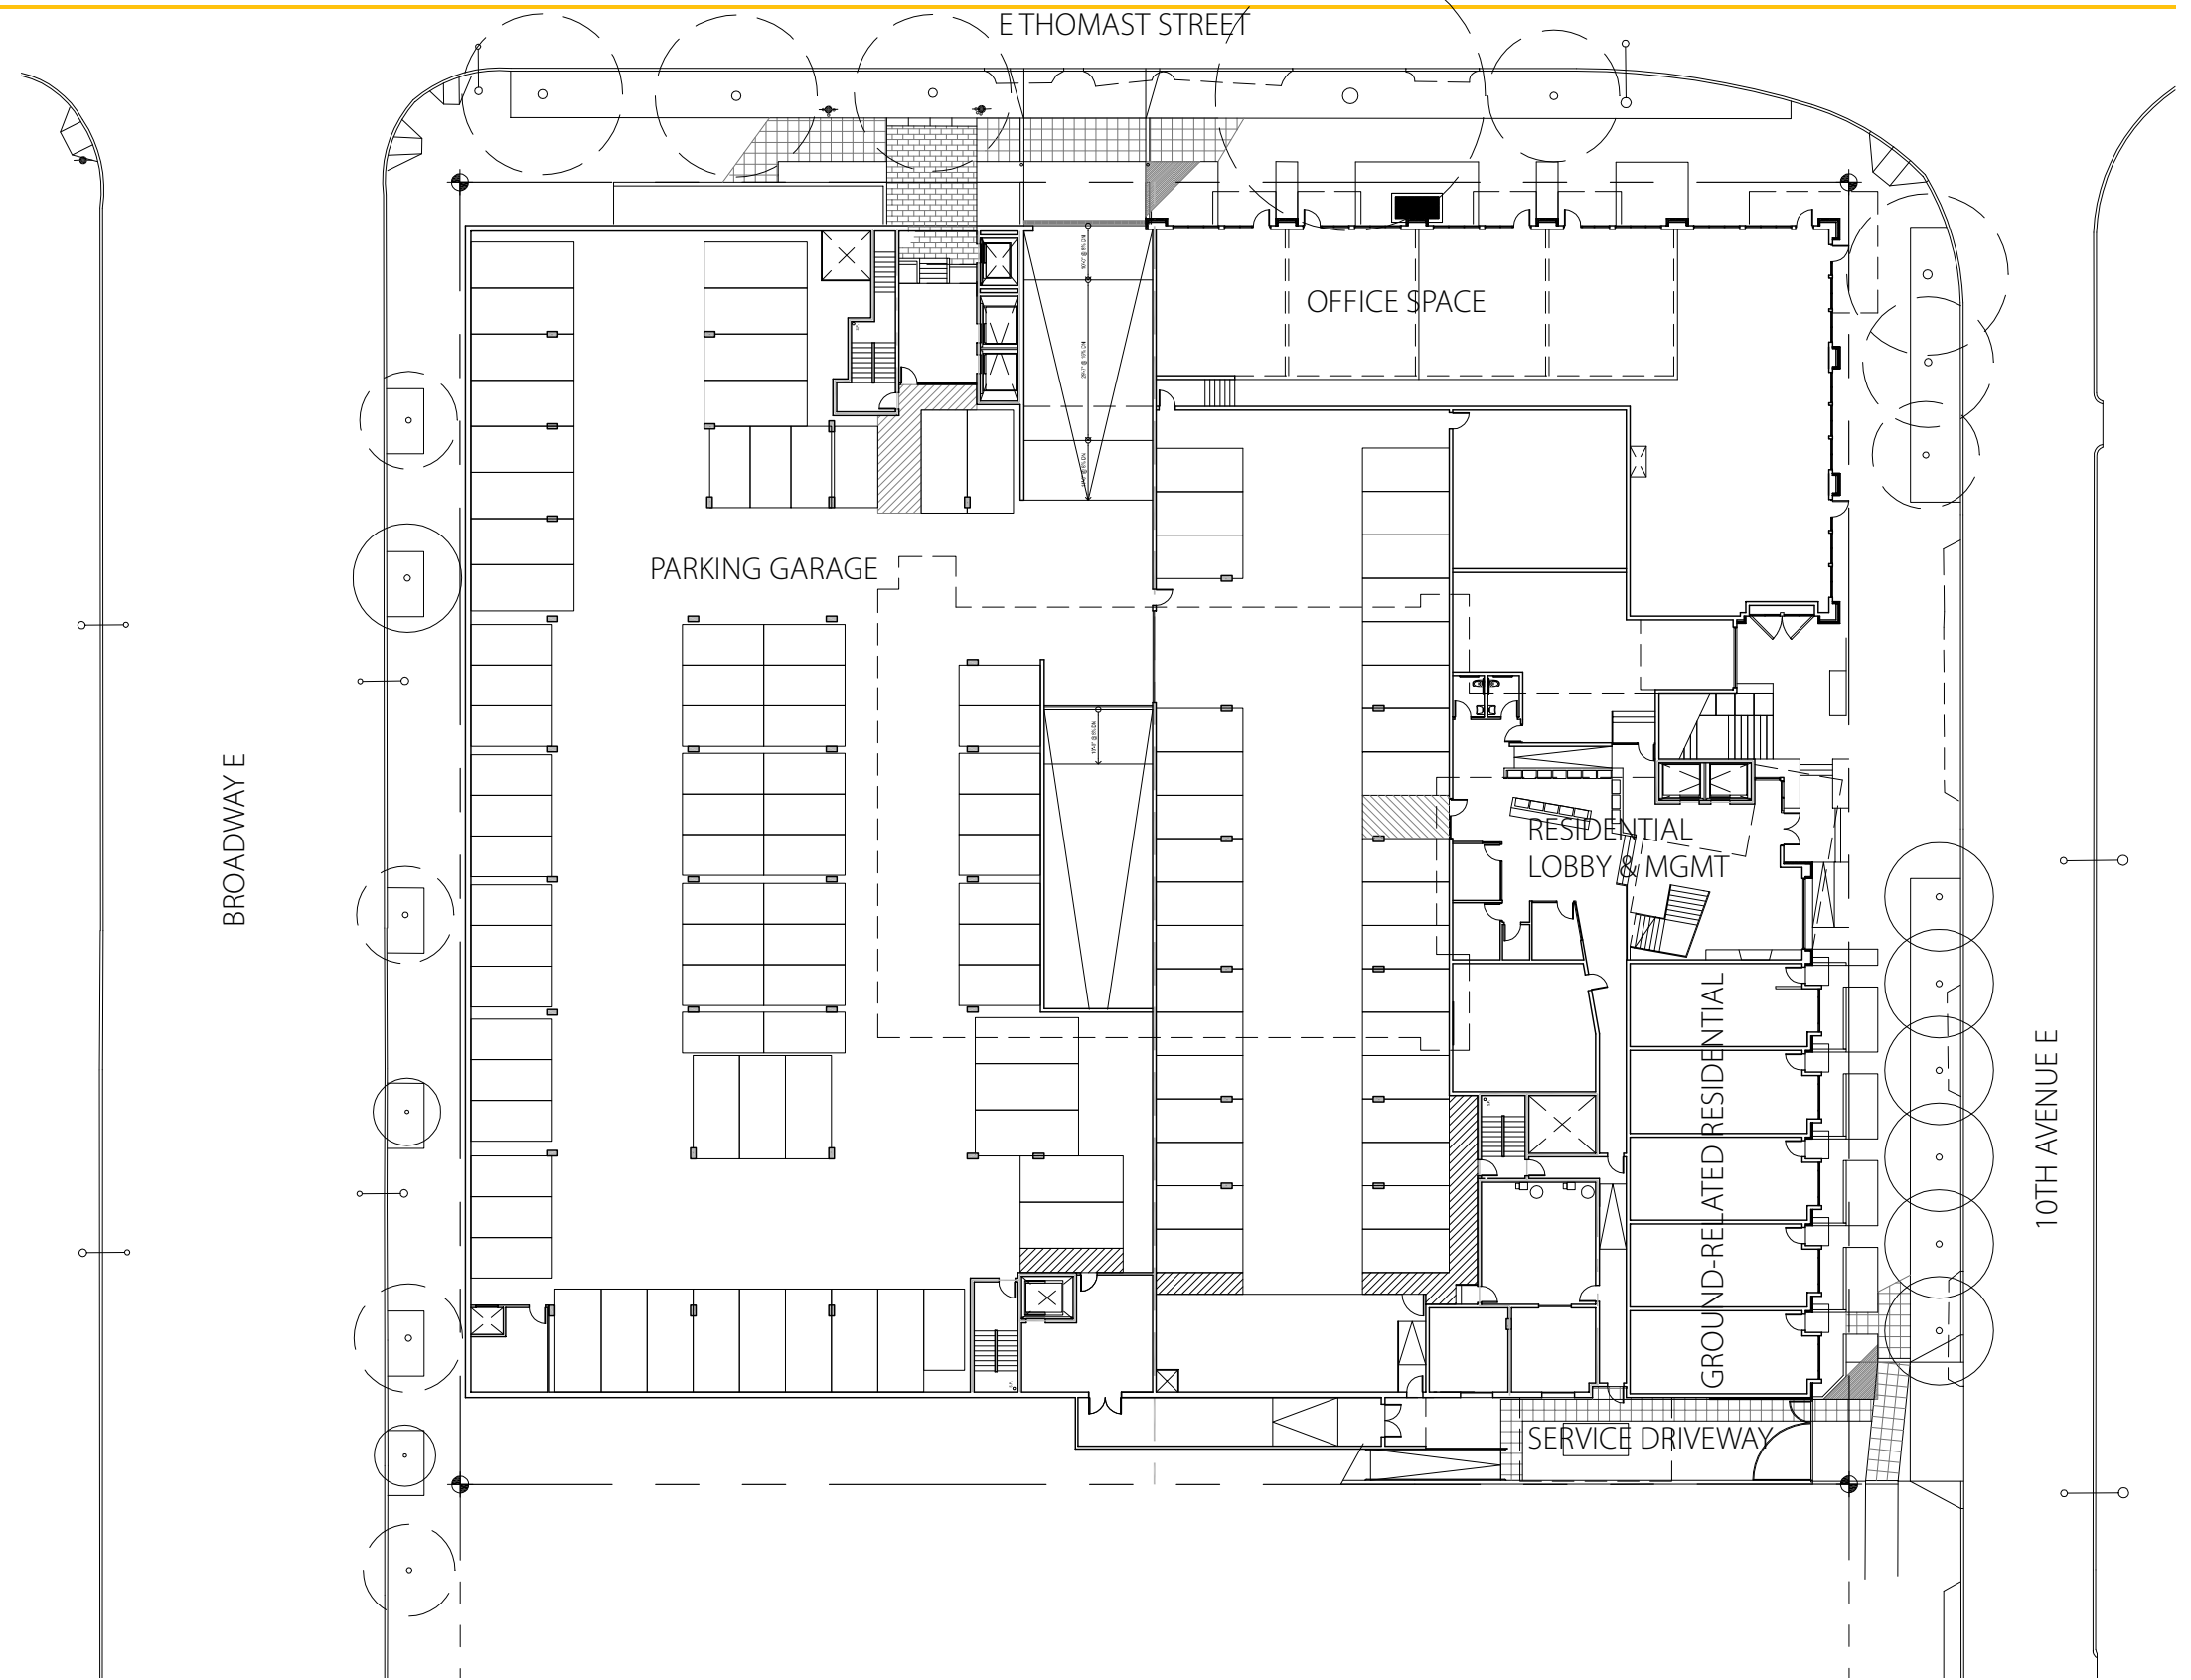 E THOMAST STREET
OFFICE SPACE
PARKING GARAGE
BROADWAY E
RESIDENTIAL
LOBBY & MGMT
GROUND-RELATED RESIDENTIAL
10TH AVENUE E
SERVICE DRIVEWAY